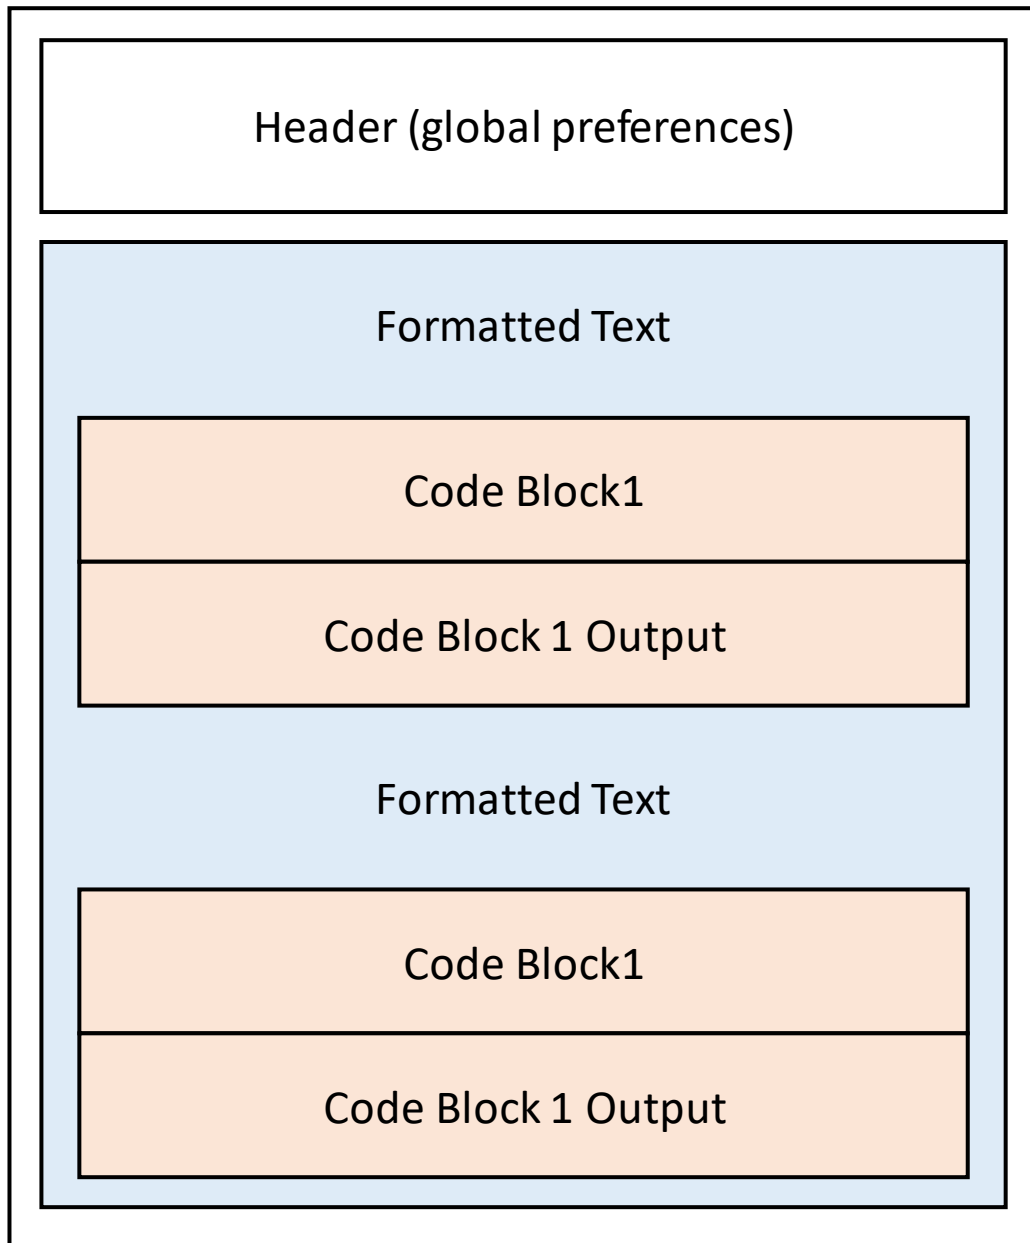 Header (global preferences)
Formatted Text
Code Block1
Code Block 1 Output
Formatted Text
Code Block1
Code Block 1 Output